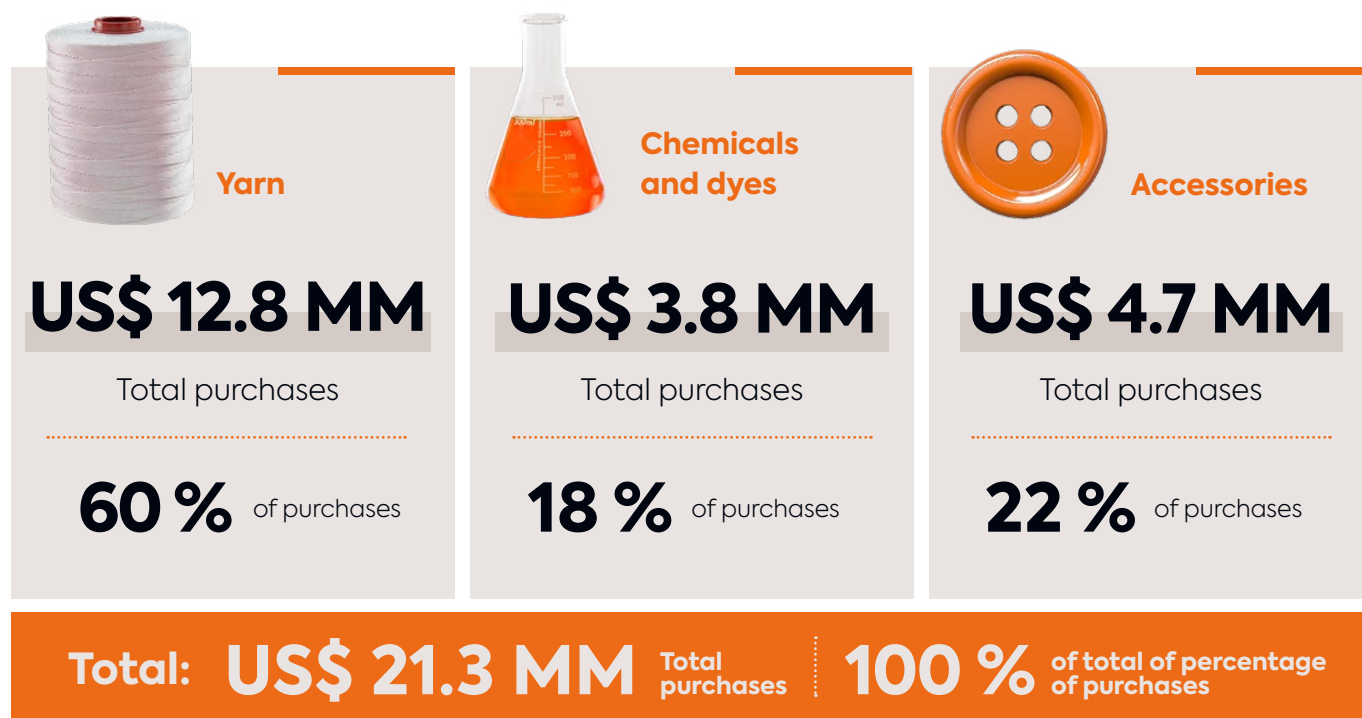 Yarn
US$ 12.8 MM
Total purchases
60 % of purchases
Chemicals
and dyes
US$ 3.8 MM
Total purchases
18 % of purchases
Accessories
US$ 4.7 MM
Total purchases
22 % of purchases
Total: US$ 21.3 MM Total
purchases
100 % of total of percentage
of purchases